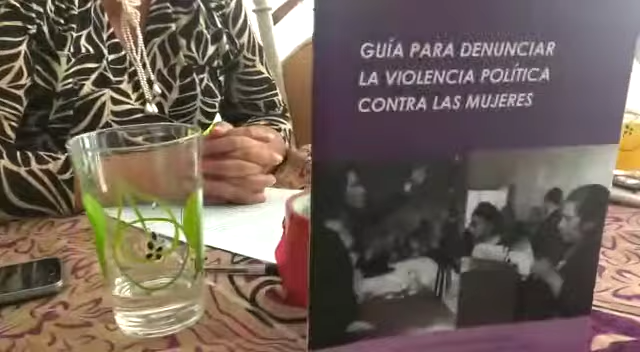 GUÍA PARA DENUNCIAR
LA VIOLENCIA POLÍTICA
CONTRA LAS MUJERES